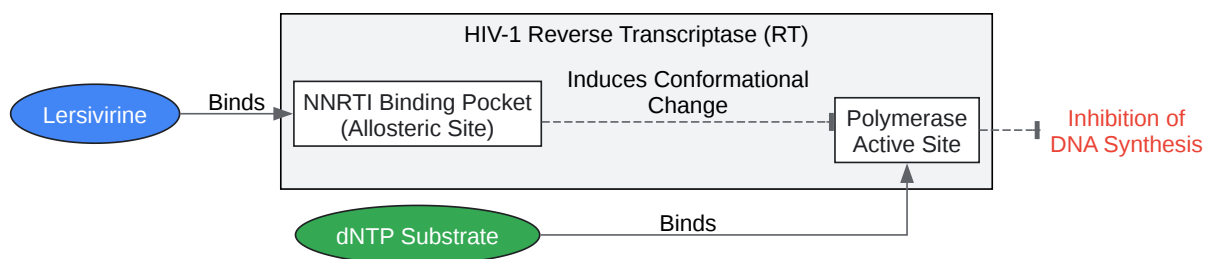 HIV-1 Reverse Transcriptase (RT)
Lersivirine
Binds
NNRTI Binding Pocket
(Allosteric Site)
Induces Conformational
Change
Polymerase
Active Site
Inhibition of
DNA Synthesis
dNTP Substrate
Binds